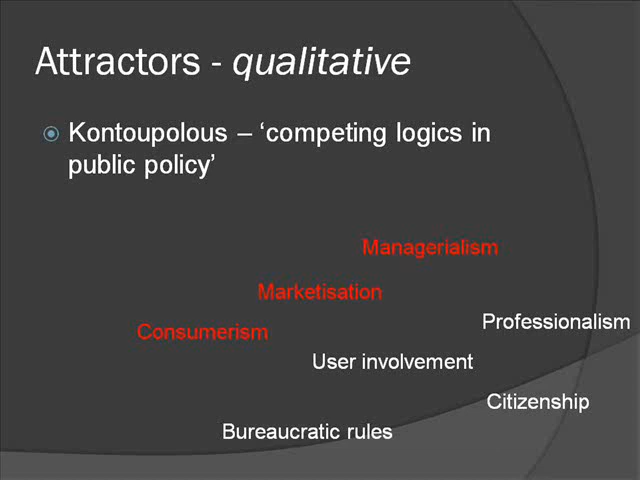 Attractors - qualitative
Kontoupolous – ‘competing logics in
public policy’
Managerialism
Marketisation
Professionalism
Consumerism
User involvement
Citizenship
Bureaucratic rules